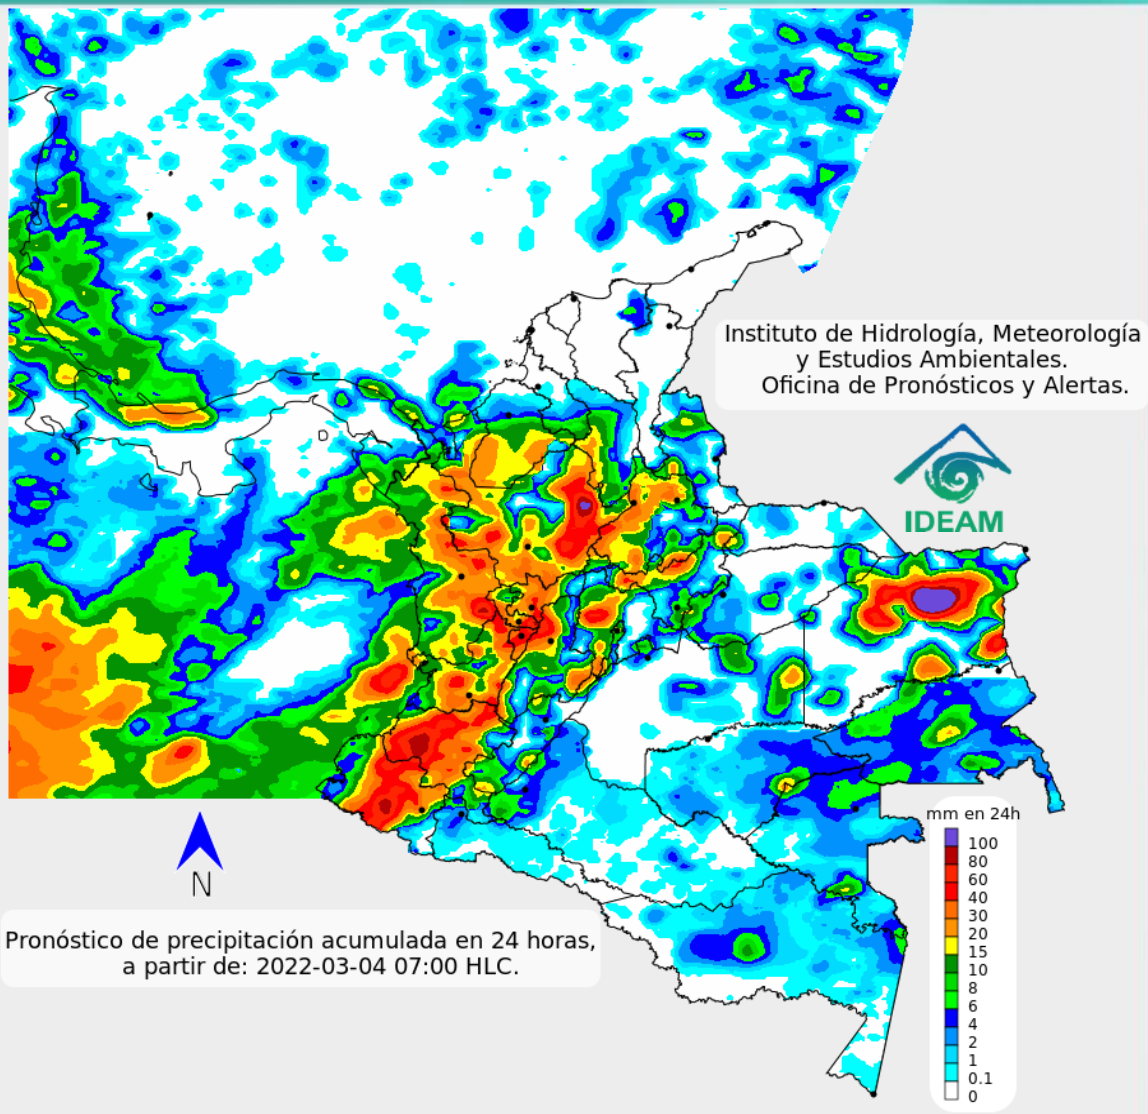 Instituto de Hidrología, Meteorología
y Estudios Ambientales.
Oficina de Pronósticos y Alertas.
IDEAM
mm en 24h
100
80
60
40
30
20
15
10
8
6
4
2
1
0.1
0
N
Pronóstico de precipitación acumulada en 24 horas,
a partir de: 2022-03-04 07:00 HLC.